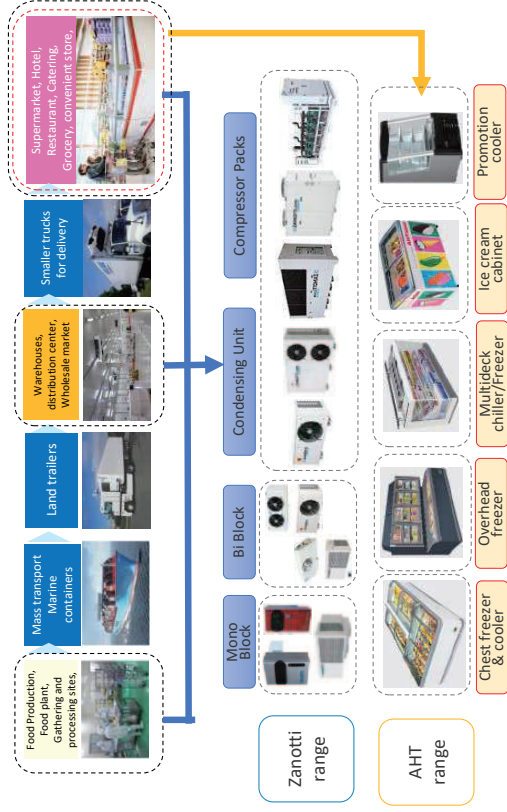 Food Production,
Food plant,
Gathering and
processing sites,
Mass transport
Marine
containers
Land trailers
Warehouses,
distribution center,
Wholesale market
Smaller trucks
for delivery
Supermarket, Hotel,
Restaurant, Catering,
Grocery, convenient store,
Zanotti
range
Mono
Block
Bi Block
Condensing Unit
Compressor Packs
AHT
range
Chest freezer
& cooler
Overhead
freezer
Multideck
chiller/Freezer
Ice cream
cabinet
Promotion
cooler